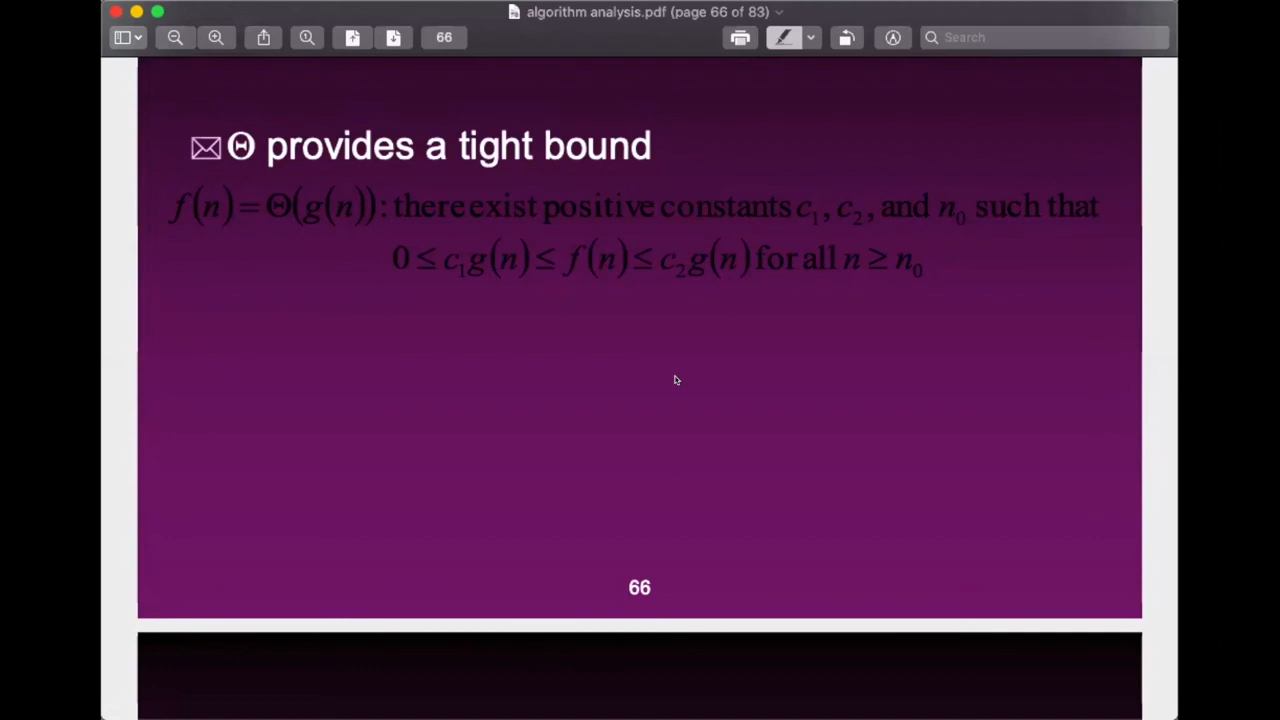 algorithm analysis.pdf (page 66 of 83)
66
Search
Θ provides a tight bound
f(n) = Θ(g(n)) : there exist positive constants c₁, c₂, and n₀ such that
0 ≤ c₁g(n) ≤ f(n) ≤ c₂g(n) for all n ≥ n₀
66